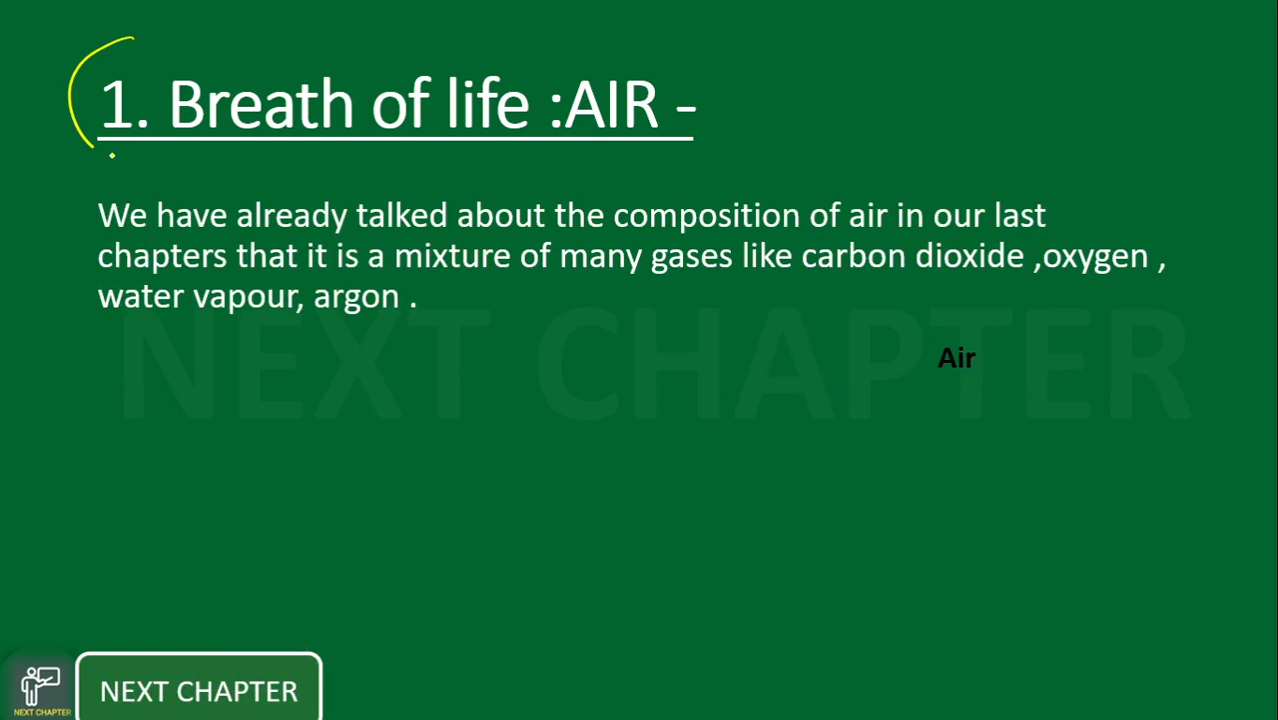 1. Breath of life :AIR -
We have already talked about the composition of air in our last
chapters that it is a mixture of many gases like carbon dioxide ,oxygen ,
water vapour, argon .
NEXT CHAPTER
Air
NEXT CHAPTER
NEXT CHAPTER